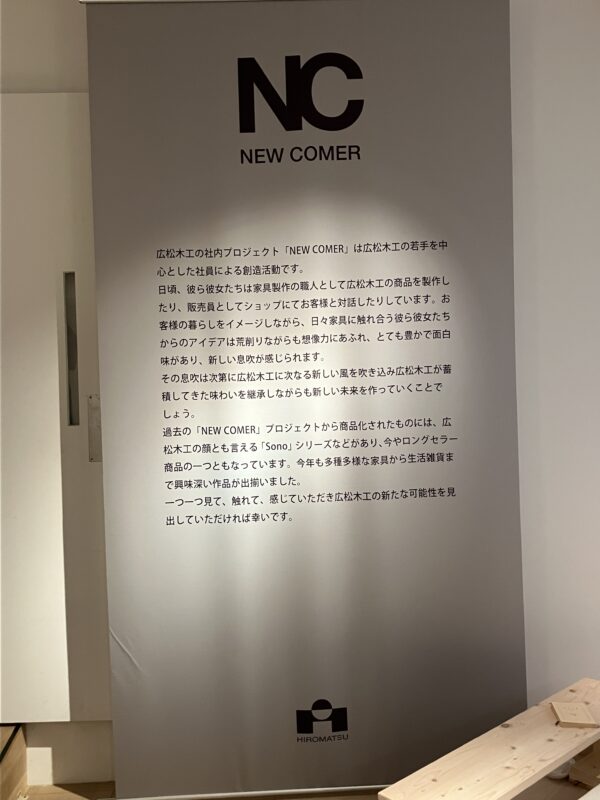 NC
NEW COMER
広松木工の社内プロジェクト「NEW COMER」は広松木工の若手を中
心とした社員による創造活動です。
日頃、彼ら彼女たちは家具製作の職人として広松木工の商品を製作し
たり、販売員としてショップにてお客様と対話したりしています。お
客様の暮らしをイメージしながら、日々家具に触れ合う彼ら彼女たち
からのアイデアは荒削りながらも想像力にあふれ、とても豊かで面白
味があり、新しい息吹が感じられます。
その息吹は次第に広松木工に次なる新しい風を吹き込み広松木工が蓄
積してきた味わいを継承しながらも新しい未来を作っていくことで
しょう。
過去の「NEW COMER」プロジェクトから商品化されたものには、広
松木工の顔とも言える「Sono」シリーズなどがあり、今やロングセラー
商品の一つともなっています。今年も多種多様な家具から生活雑貨ま
で興味深い作品が出揃いました。
一つ一つ見て、触れて、感じていただき広松木工の新たな可能性を見
出していただければ幸いです。
HIROMATSU